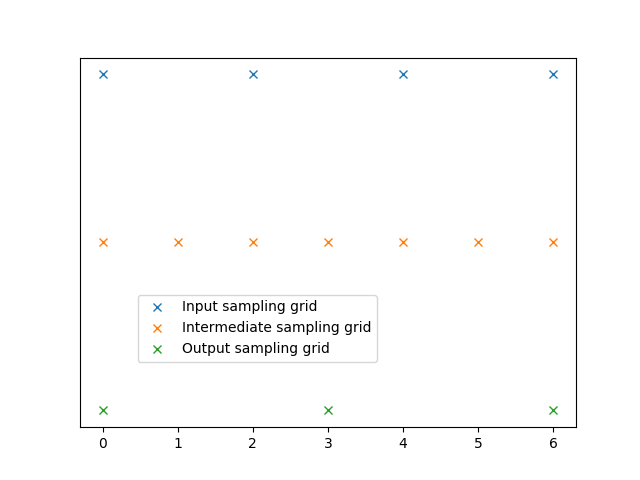 Input sampling grid
Intermediate sampling grid
Output sampling grid
0 1 2 3 4 5 6